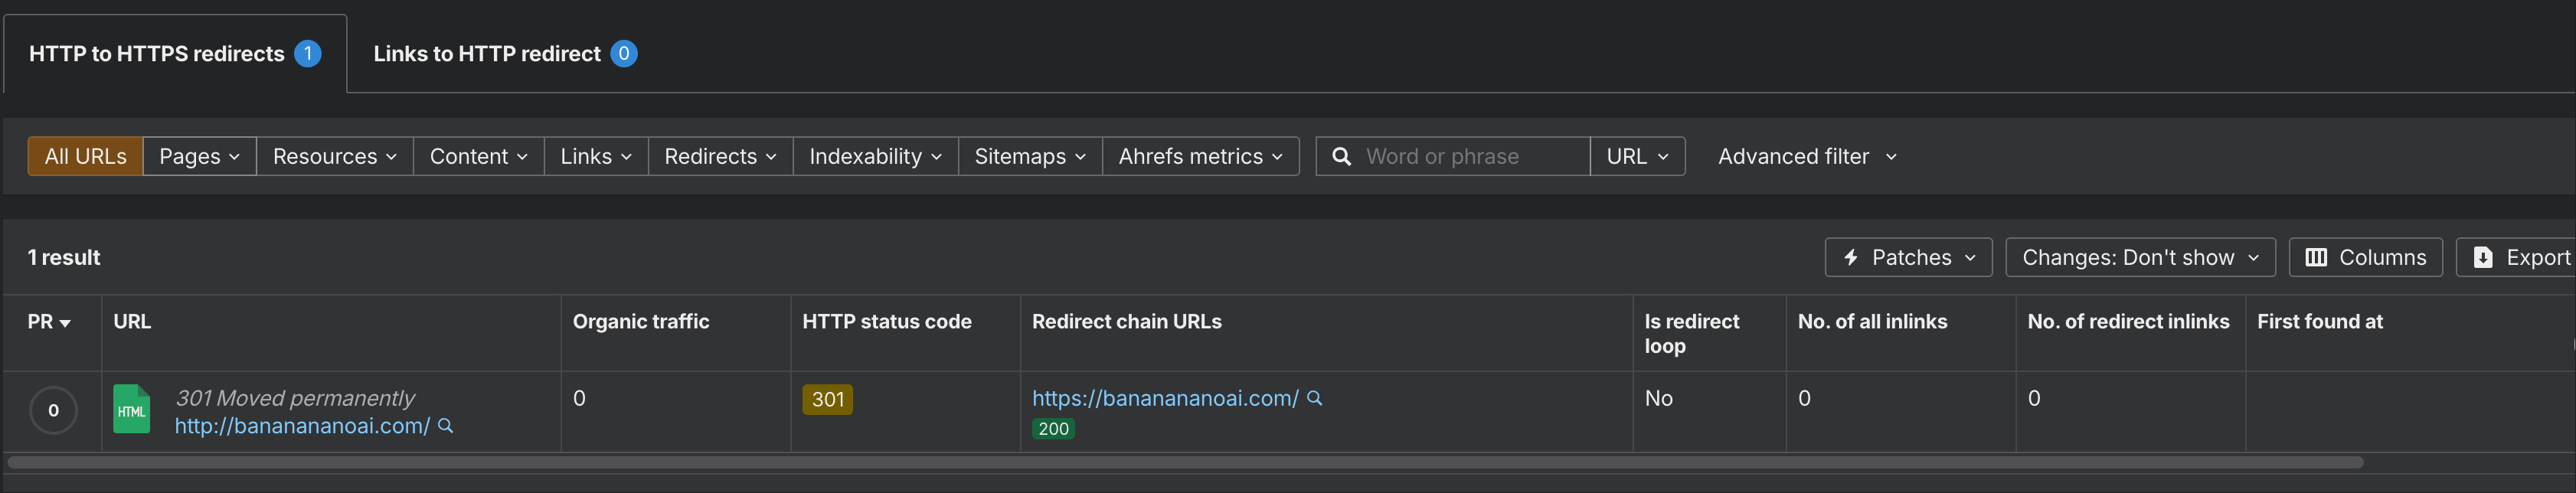 HTTP to HTTPS redirects 1 Links to HTTP redirect 0
All URLs Pages Resources Content Links Redirects Indexability Sitemaps Ahrefs metrics Word or phrase URL Advanced filter
1 result Patches Changes: Don't show Columns Export
PR URL Organic traffic HTTP status code Redirect chain URLs Is redirect loop No. of all inlinks No. of redirect inlinks First found at
0 HTML 301 Moved permanently 0 301 https://banananananoai.com/ No 0 0
http://banananananoai.com/ 200